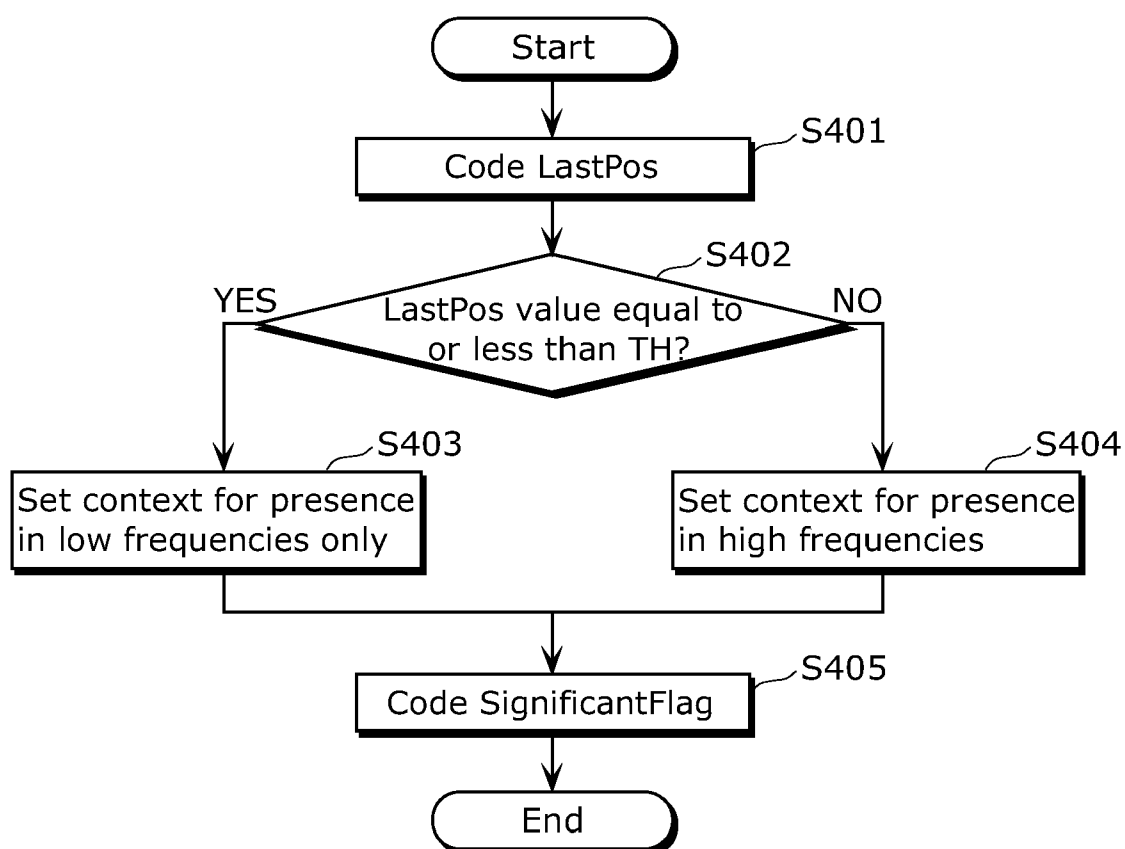 Start
S401
Code LastPos
S402
YES
NO
LastPos value equal to
or less than TH?
S403
S404
Set context for presence
in low frequencies only
Set context for presence
in high frequencies
S405
Code SignificantFlag
End